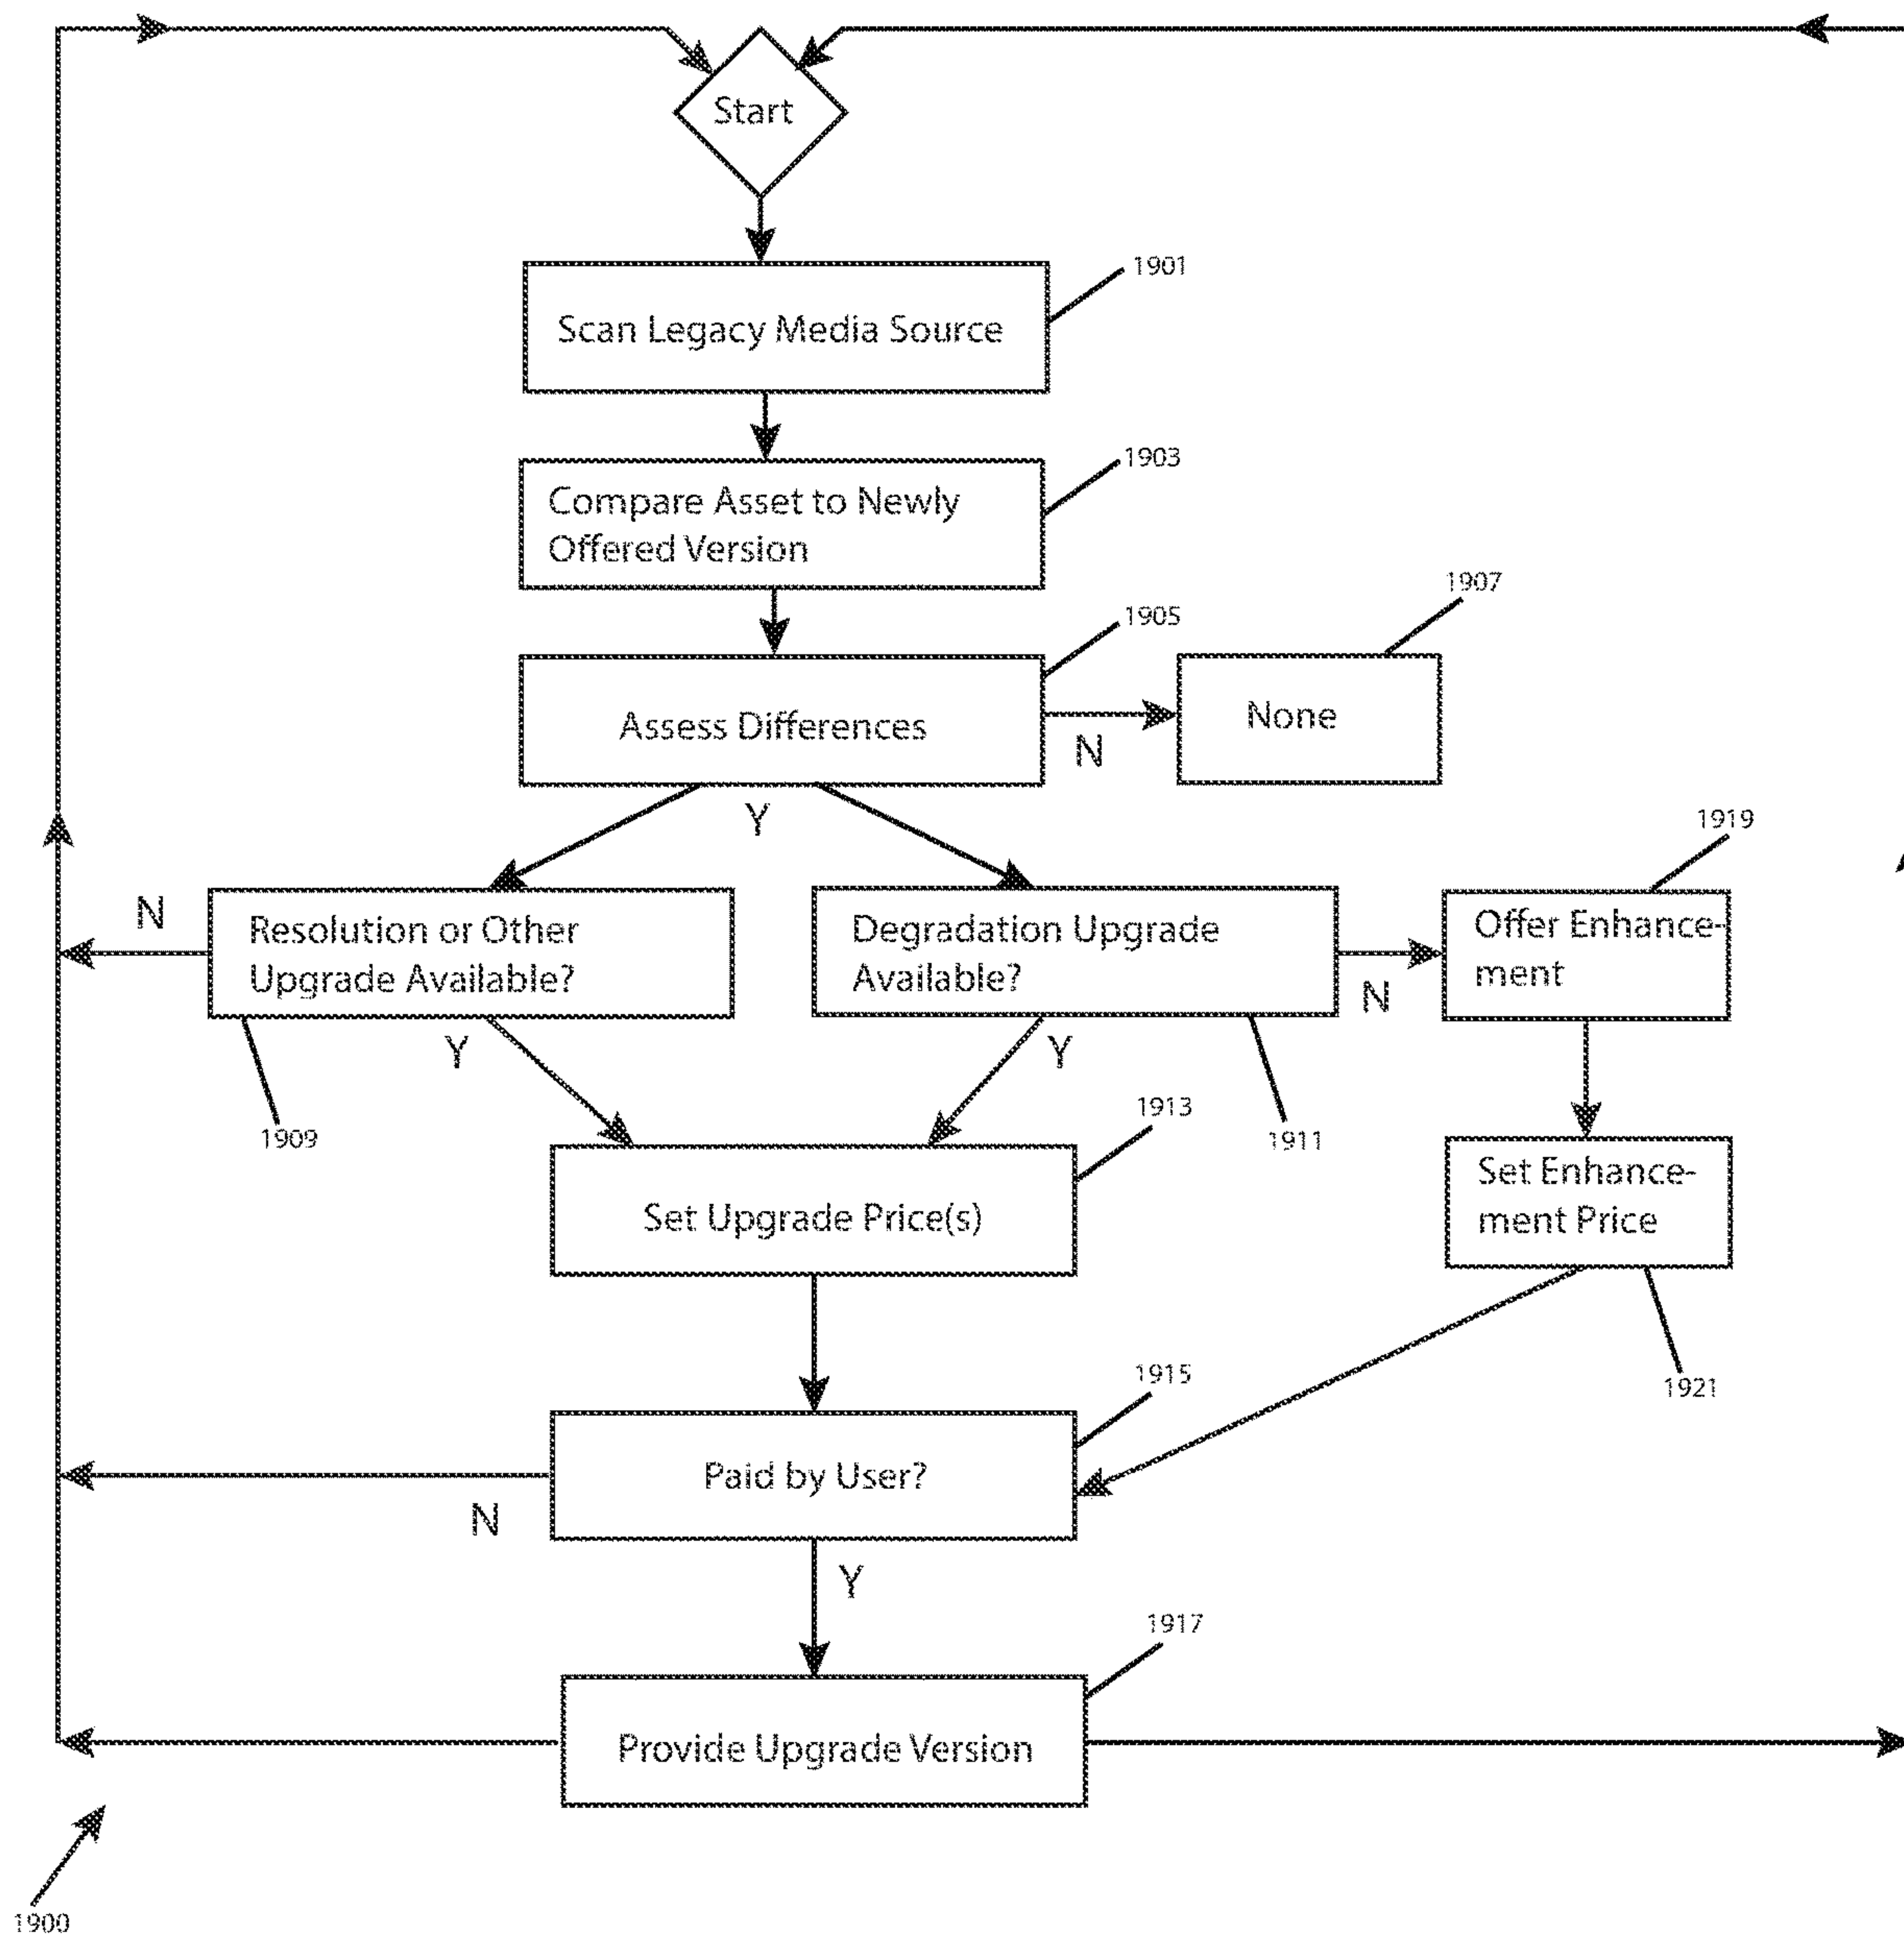 Start
1901
Scan Legacy Media Source
1903
Compare Asset to Newly
Offered Version
1905
1907
Assess Differences
N
None
Y
1919
N
Resolution or Other
Upgrade Available?
Degradation Upgrade
Available?
N
Offer Enhance-
ment
Y
Y
1909
1913
1911
Set Upgrade Price(s)
Set Enhance-
ment Price
1915
1921
Paid by User?
N
Y
1917
Provide Upgrade Version
1900